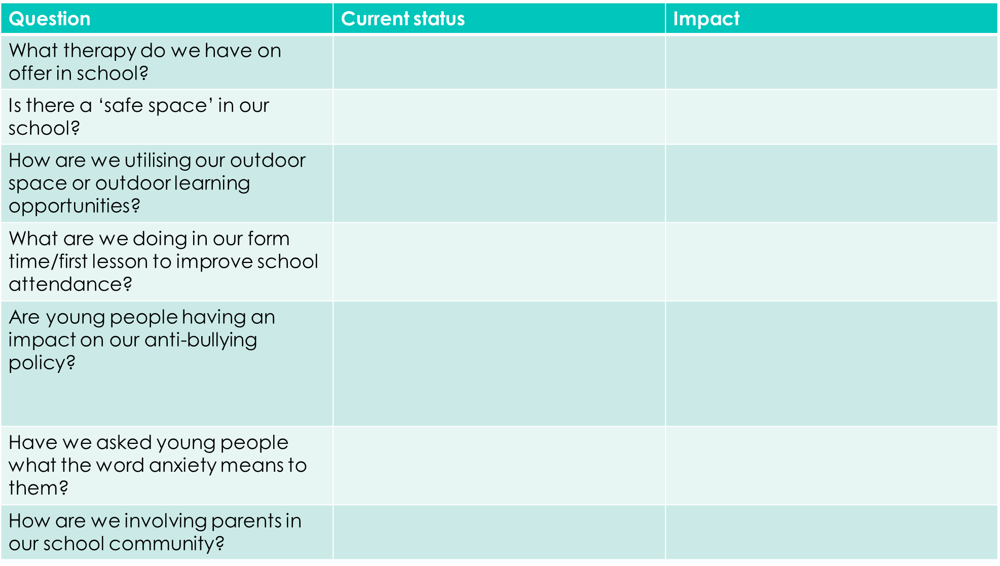 Question Current status Impact
What therapy do we have on
offer in school?
Is there a ‘safe space’ in our
school?
How are we utilising our outdoor
space or outdoor learning
opportunities?
What are we doing in our form
time/first lesson to improve school
attendance?
Are young people having an
impact on our anti-bullying
policy?
Have we asked young people
what the word anxiety means to
them?
How are we involving parents in
our school community?